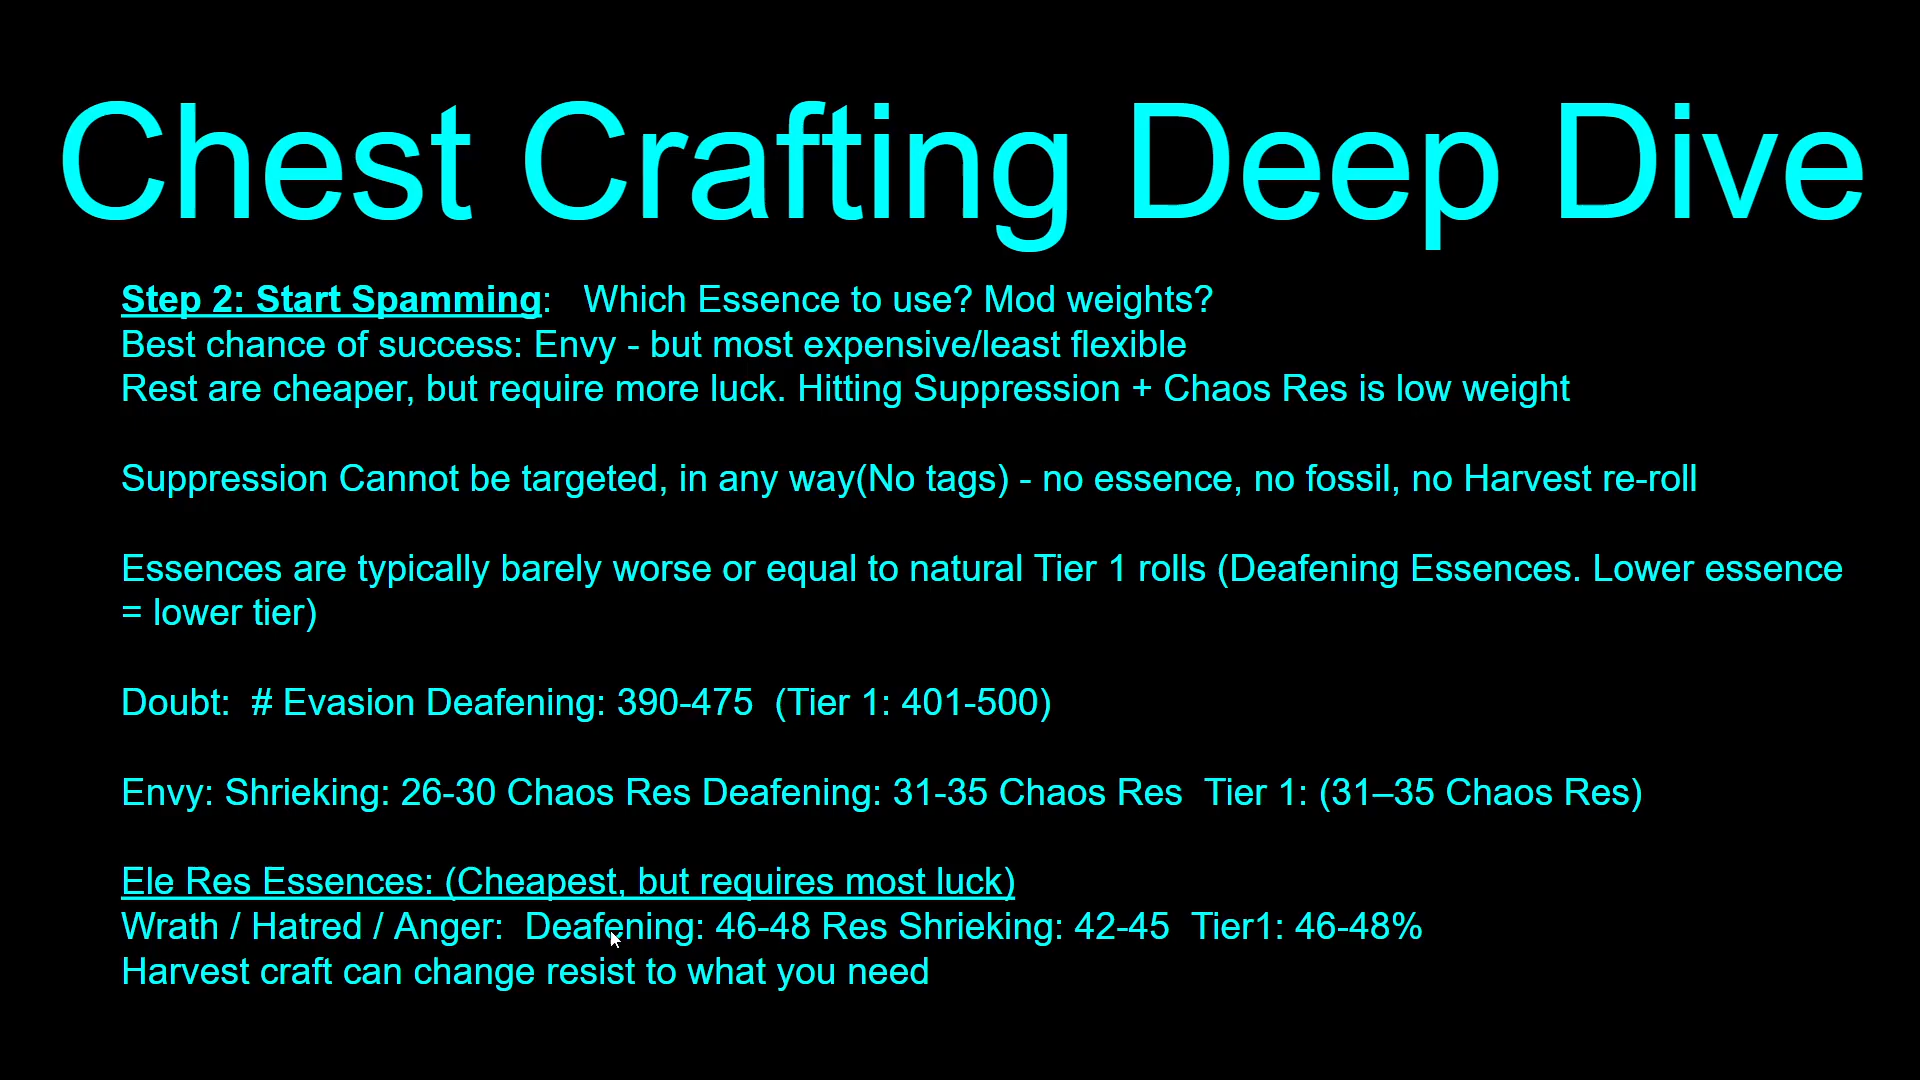 Chest Crafting Deep Dive
Step 2: Start Spamming:   Which Essence to use? Mod weights?
Best chance of success: Envy - but most expensive/least flexible
Rest are cheaper, but require more luck. Hitting Suppression + Chaos Res is low weight
Suppression Cannot be targeted, in any way(No tags) - no essence, no fossil, no Harvest re-roll
Essences are typically barely worse or equal to natural Tier 1 rolls (Deafening Essences. Lower essence
= lower tier)
Doubt:  # Evasion Deafening: 390-475  (Tier 1: 401-500)
Envy: Shrieking: 26-30 Chaos Res Deafening: 31-35 Chaos Res  Tier 1: (31–35 Chaos Res)
Ele Res Essences: (Cheapest, but requires most luck)
Wrath / Hatred / Anger:  Deafening: 46-48 Res Shrieking: 42-45  Tier1: 46-48%
Harvest craft can change resist to what you need